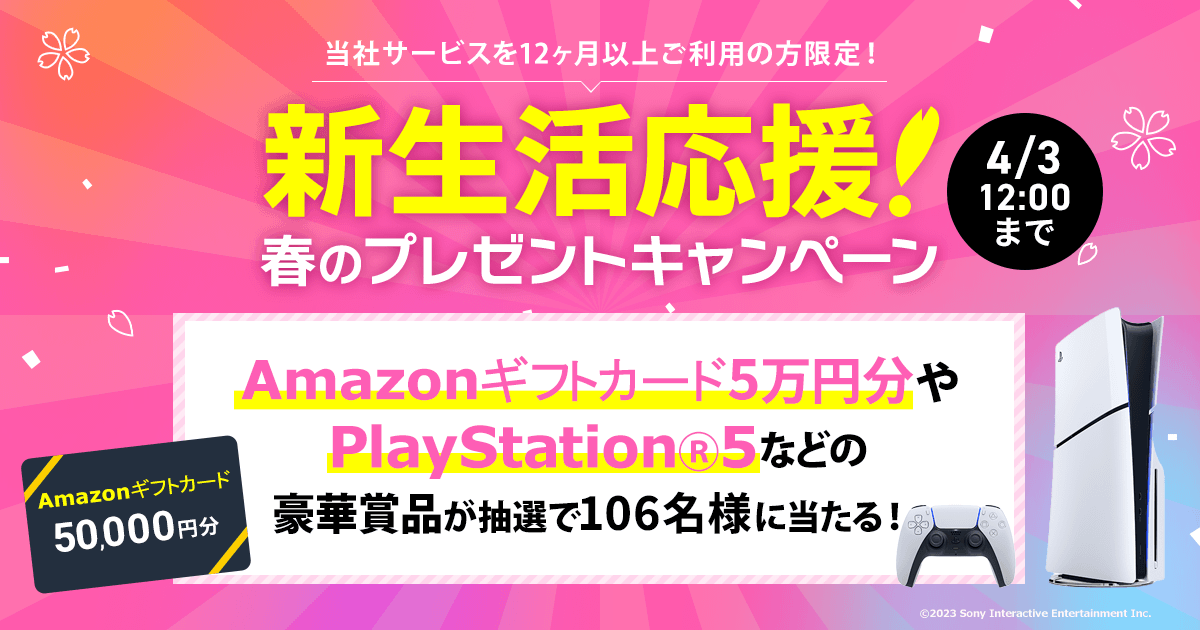 当社サービスを12ヶ月以上ご利用の方限定！
新生活応援！
春のプレゼントキャンペーン
4/3
12:00
まで
Amazonギフトカード5万円分や
PlayStation®5などの
豪華賞品が抽選で106名様に当たる！
Amazonギフトカード
50,000円分
©2023 Sony Interactive Entertainment Inc.